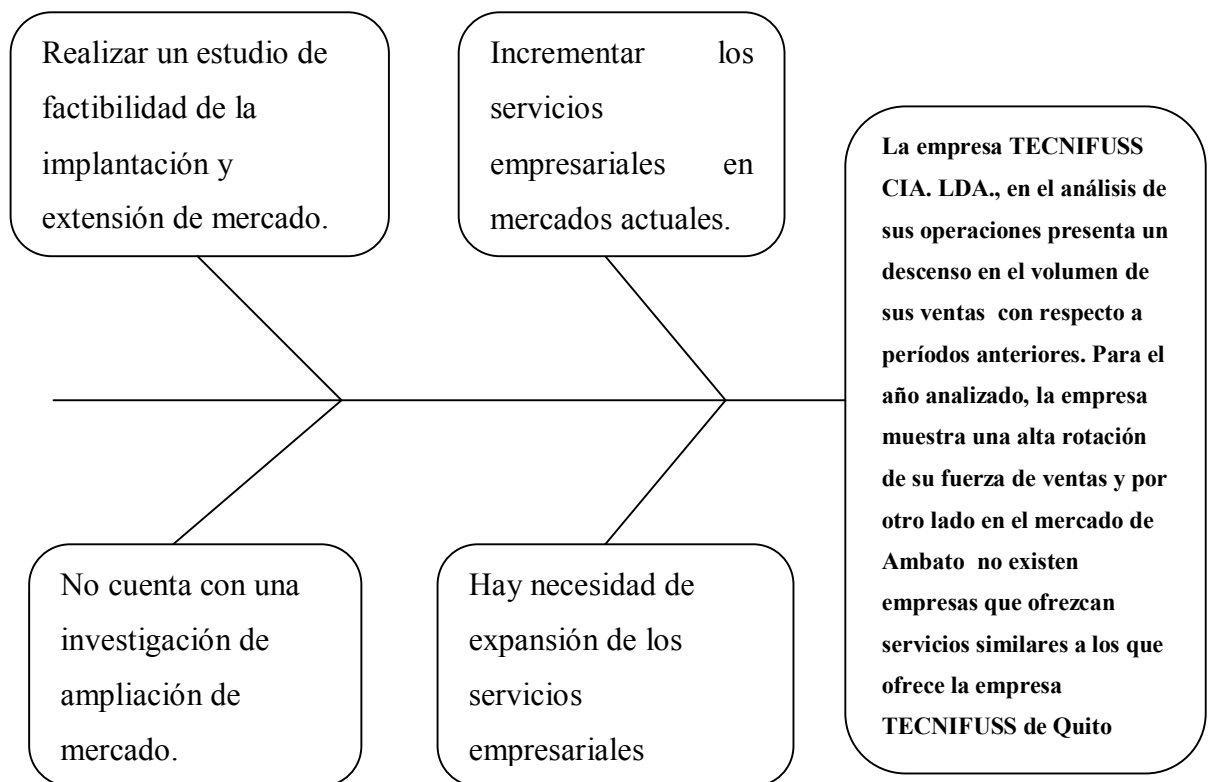 Realizar un estudio de
factibilidad de la
implantación y
extensión de mercado.
Incrementar los
servicios
empresariales en
mercados actuales.
La empresa TECNIFUSS
CIA. LDA., en el análisis de
sus operaciones presenta un
descenso en el volumen de
sus ventas con respecto a
períodos anteriores. Para el
año analizado, la empresa
muestra una alta rotación
de su fuerza de ventas y por
otro lado en el mercado de
Ambato no existen
empresas que ofrezcan
servicios similares a los que
ofrece la empresa
TECNIFUSS de Quito
No cuenta con una
investigación de
ampliación de
mercado.
Hay necesidad de
expansión de los
servicios
empresariales